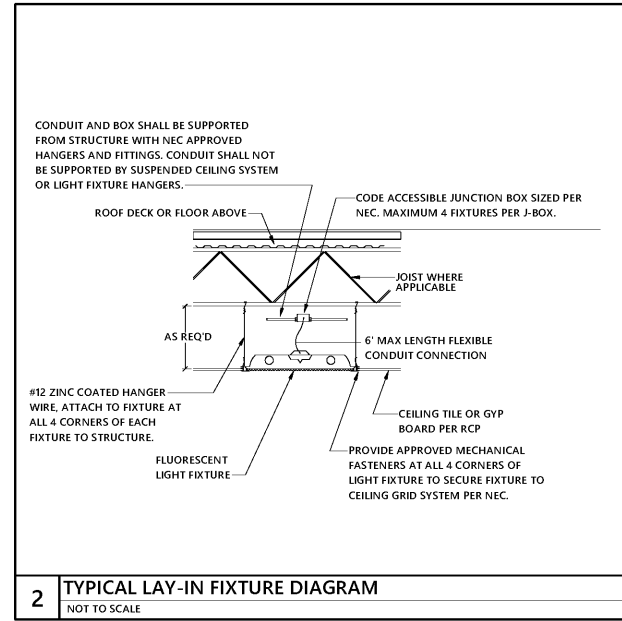 CONDUIT AND BOX SHALL BE SUPPORTED
FROM STRUCTURE WITH NEC APPROVED
HANGERS AND FITTINGS. CONDUIT SHALL NOT
BE SUPPORTED BY SUSPENDED CEILING SYSTEM
OR LIGHT FIXTURE HANGERS.
CODE ACCESSIBLE JUNCTION BOX SIZED PER
NEC. MAXIMUM 4 FIXTURES PER J-BOX.
ROOF DECK OR FLOOR ABOVE
JOIST WHERE
APPLICABLE
AS REQ'D
6' MAX LENGTH FLEXIBLE
CONDUIT CONNECTION
#12 ZINC COATED HANGER
WIRE, ATTACH TO FIXTURE AT
ALL 4 CORNERS OF EACH
FIXTURE TO STRUCTURE.
CEILING TILE OR GYP
BOARD PER RCP
FLUORESCENT
LIGHT FIXTURE
PROVIDE APPROVED MECHANICAL
FASTENERS AT ALL 4 CORNERS OF
LIGHT FIXTURE TO SECURE FIXTURE TO
CEILING GRID SYSTEM PER NEC.
2
TYPICAL LAY-IN FIXTURE DIAGRAM
NOT TO SCALE